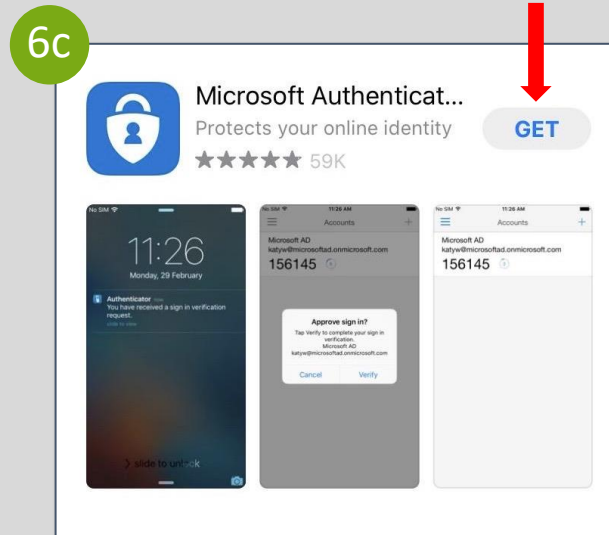 6c
Microsoft Authenticat...
Protects your online identity
GET
59K
No SIM
11:26
Monday, 29 February
Authenticator now
You have received a sign in verification
request.
slide to view
> slide to unlock
No SIM 11:26 AM
Accounts
Microsoft AD
katyw@microsoftad.onmicrosoft.com
156145
Approve sign in?
Tap Verify to complete your sign in
verification.
Microsoft AD
katyw@microsoftad.onmicrosoft.com
Cancel Verify
No SIM 11:26 AM
Accounts
Microsoft AD
katyw@microsoftad.onmicrosoft.com
156145